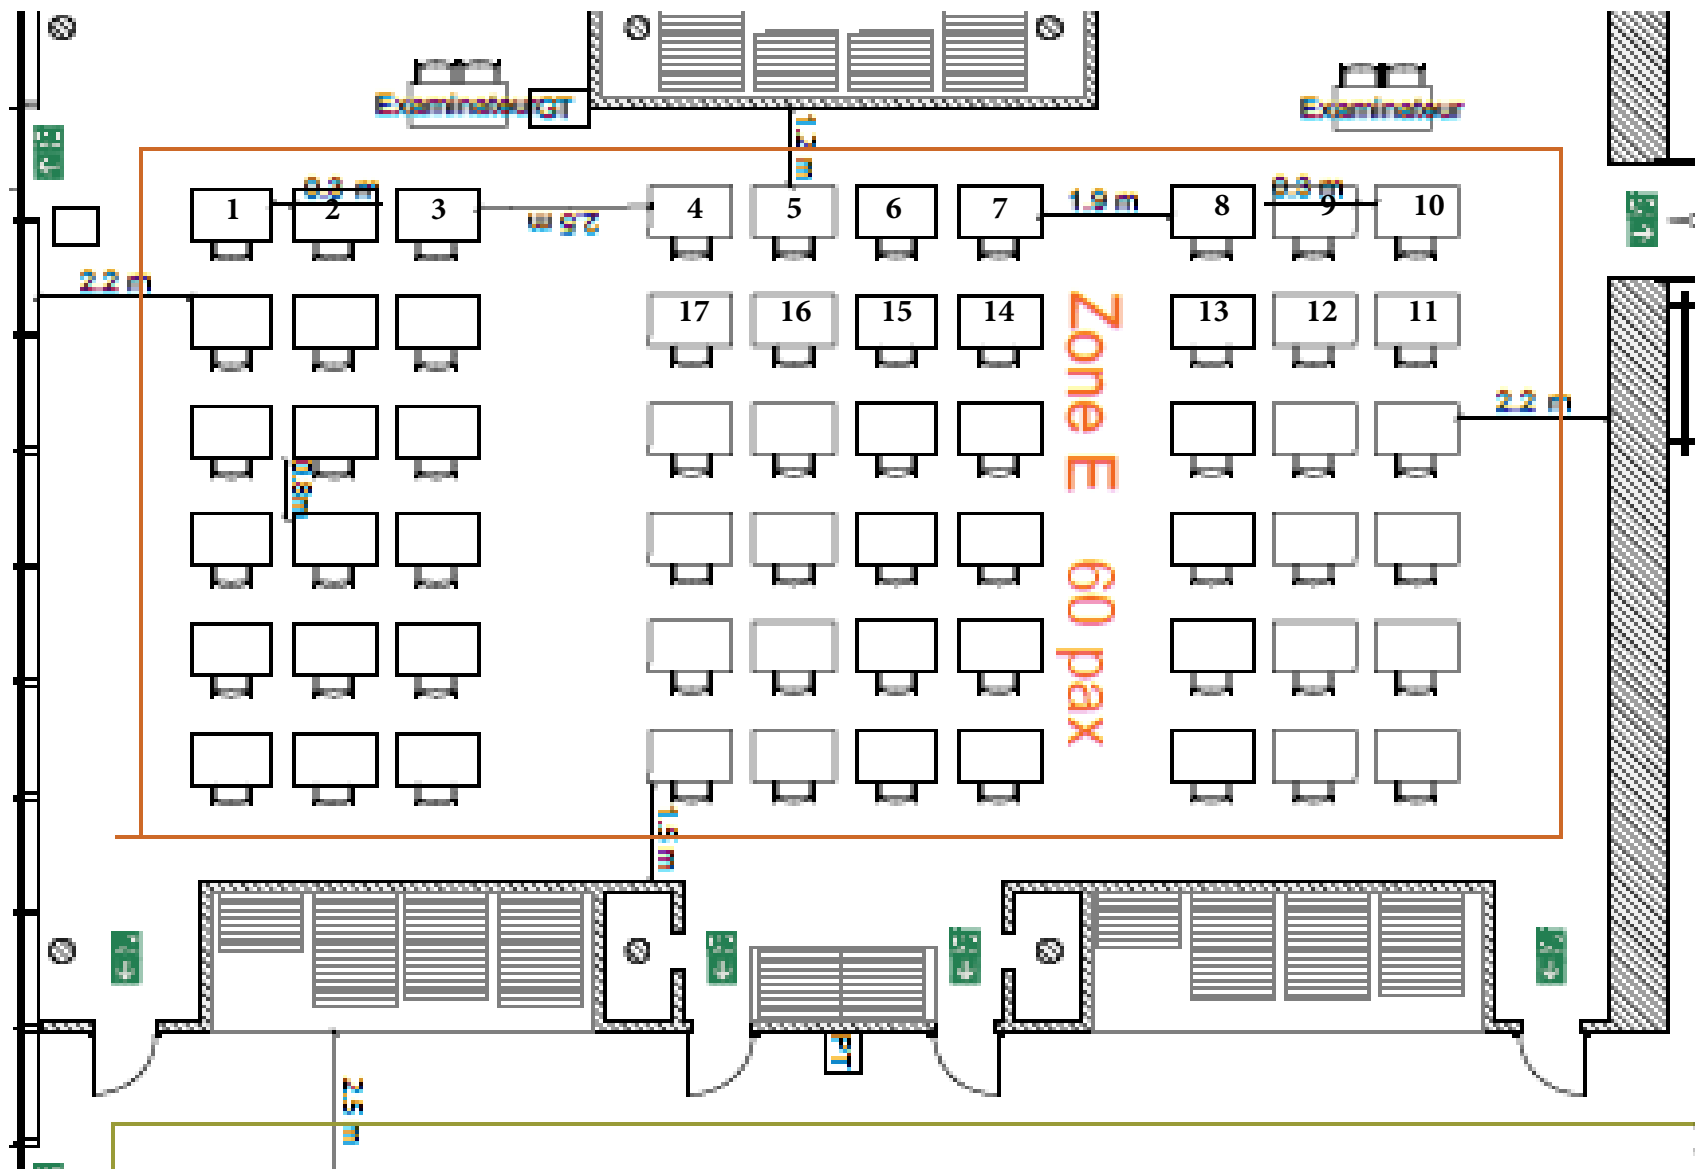 Examinateur GT
Examinateur
1.2 m
0.3 m
0.3 m
1 2 3 4 5 6 7 8 9 10
2.5 m
1.9 m
2.2 m
17 16 15 14 13 12 11
Zone E 60 pax
2.2 m
0.8m
1.5 m
PT
2.5 m